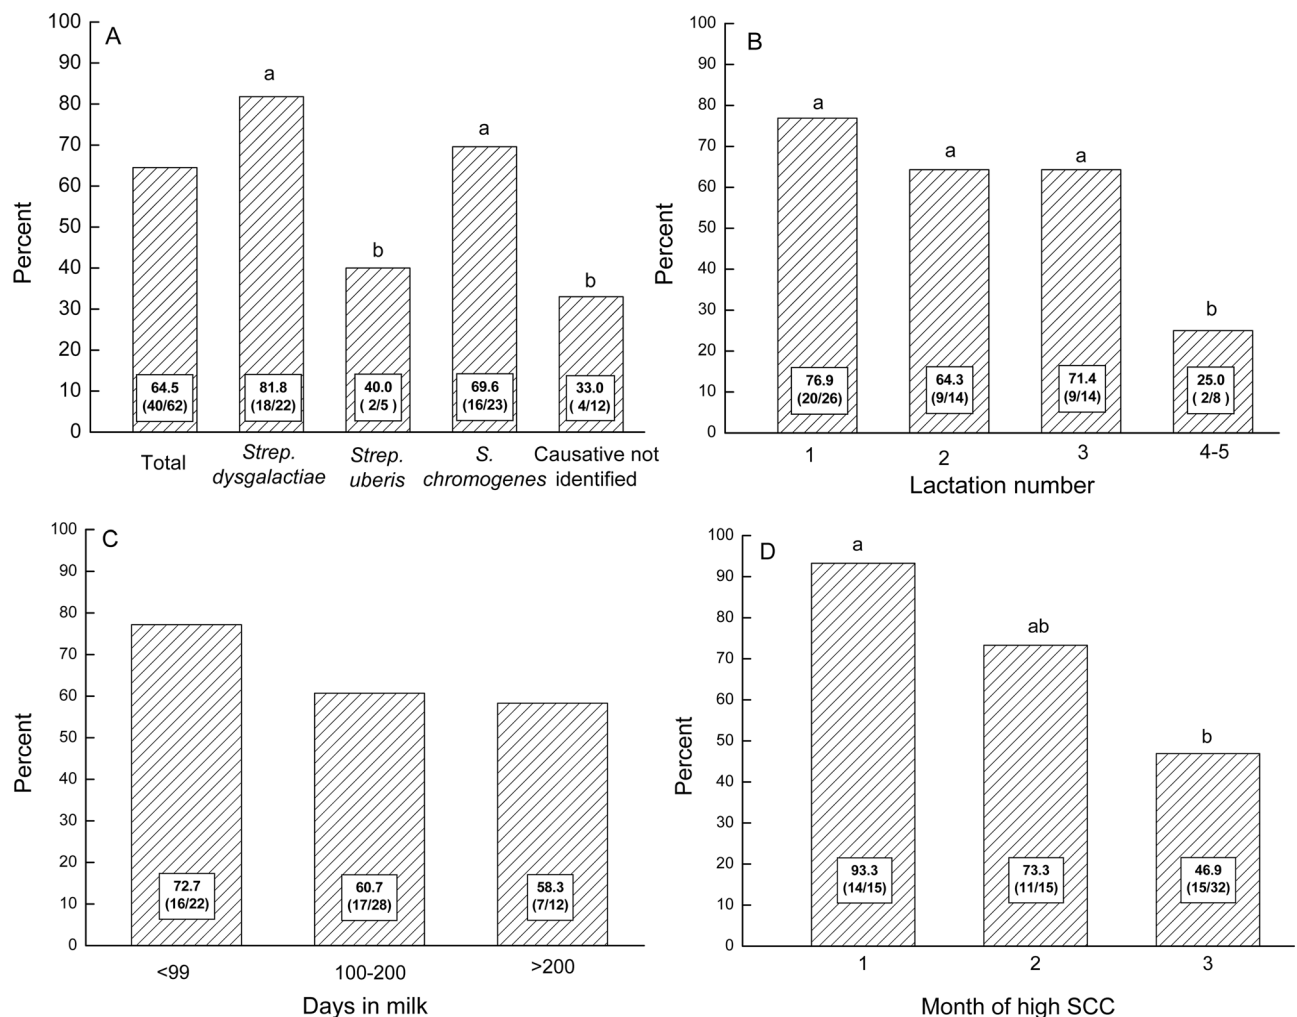 A
Percent
100
90
80
70
60
50
40
30
20
10
0
a
b
a
b
64.5
(40/62)
81.8
(18/22)
40.0
( 2/5 )
69.6
(16/23)
33.0
( 4/12)
Total
Strep.
dysgalactiae
Strep.
uberis
S.
chromogenes
Causative not
identified
B
Percent
100
90
80
70
60
50
40
30
20
10
0
a
a
a
b
76.9
(20/26)
64.3
(9/14)
71.4
(9/14)
25.0
( 2/8 )
1
2
3
4-5
Lactation number
C
Percent
100
90
80
70
60
50
40
30
20
10
0
72.7
(16/22)
60.7
(17/28)
58.3
(7/12)
<99
100-200
>200
Days in milk
D
Percent
100
90
80
70
60
50
40
30
20
10
0
a
ab
b
93.3
(14/15)
73.3
(11/15)
46.9
(15/32)
1
2
3
Month of high SCC